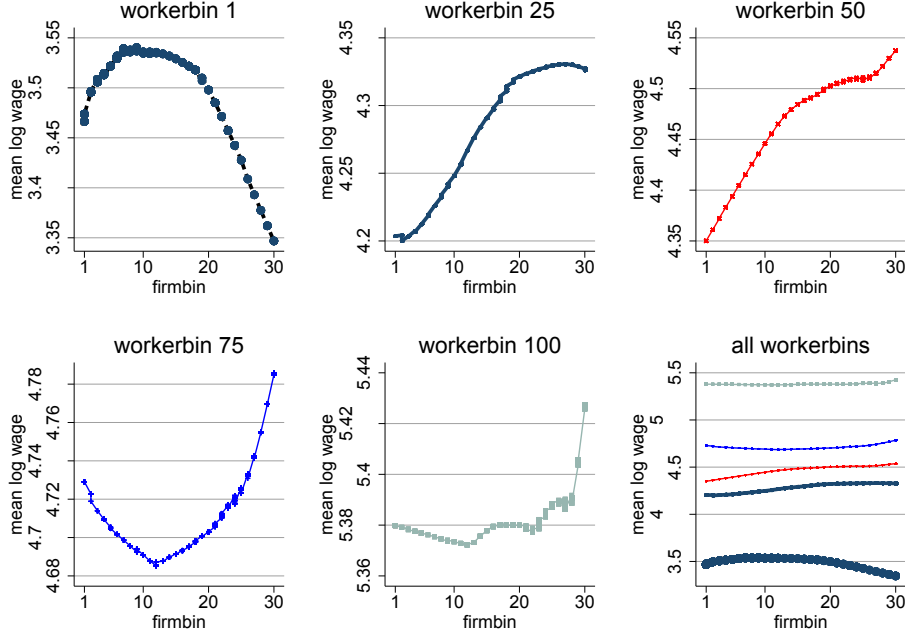 workerbin 1
mean log wage
3.55
3.5
3.45
3.4
3.35
1 10 20 30
firmbin
workerbin 25
mean log wage
4.35
4.3
4.25
4.2
1 10 20 30
firmbin
workerbin 50
mean log wage
4.55
4.5
4.45
4.4
4.35
1 10 20 30
firmbin
workerbin 75
mean log wage
4.78
4.76
4.74
4.72
4.7
4.68
1 10 20 30
firmbin
workerbin 100
mean log wage
5.44
5.42
5.4
5.38
5.36
1 10 20 30
firmbin
all workerbins
mean log wage
5.5
5
4.5
4
3.5
1 10 20 30
firmbin